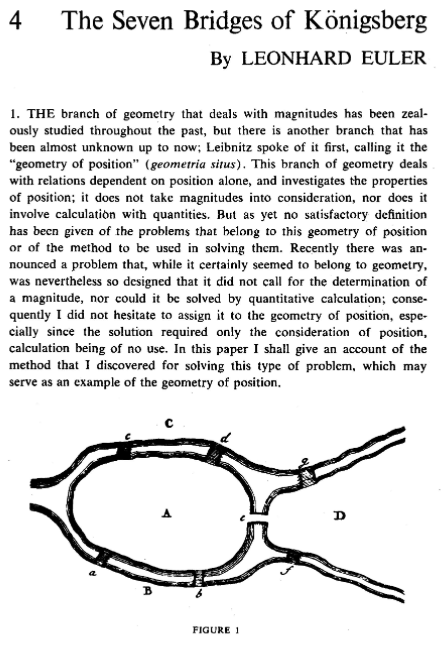 4 The Seven Bridges of Königsberg
By LEONHARD EULER
1. THE branch of geometry that deals with magnitudes has been zeal-
ously studied throughout the past, but there is another branch that has
been almost unknown up to now; Leibnitz spoke of it first, calling it the
“geometry of position” (geometria situs). This branch of geometry deals
with relations dependent on position alone, and investigates the properties
of position; it does not take magnitudes into consideration, nor does it
involve calculation with quantities. But as yet no satisfactory definition
has been given of the problems that belong to this geometry of position
or of the method to be used in solving them. Recently there was an-
nounced a problem that, while it certainly seemed to belong to geometry,
was nevertheless so designed that it did not call for the determination of
a magnitude, nor could it be solved by quantitative calculation; conse-
quently I did not hesitate to assign it to the geometry of position, espe-
cially since the solution required only the consideration of position,
calculation being of no use. In this paper I shall give an account of the
method that I discovered for solving this type of problem, which may
serve as an example of the geometry of position.
C
c
d
g
A
e
D
a
B
b
f
FIGURE 1